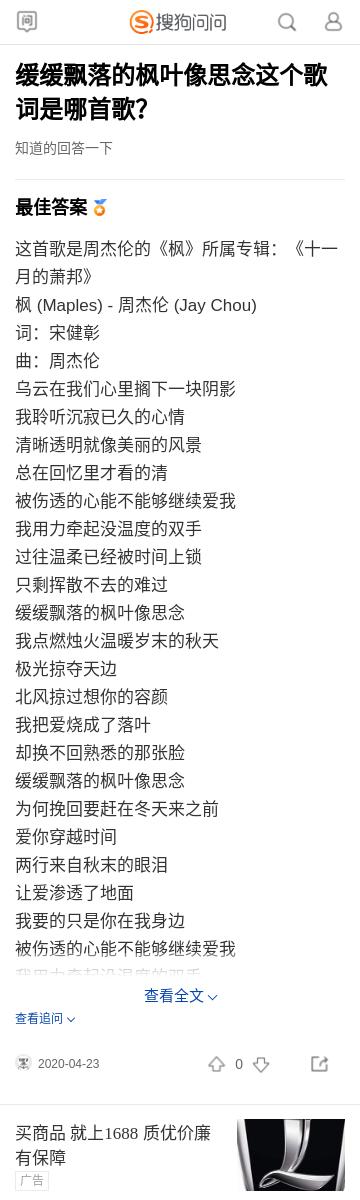 问
S 搜狗问问
缓缓飘落的枫叶像思念这个歌
词是哪首歌？
知道的回答一下
最佳答案
这首歌是周杰伦的《枫》所属专辑：《十一
月的萧邦》
枫 (Maples) - 周杰伦 (Jay Chou)
词：宋健彰
曲：周杰伦
乌云在我们心里搁下一块阴影
我聆听沉寂已久的心情
清晰透明就像美丽的风景
总在回忆里才看的清
被伤透的心能不能够继续爱我
我用力牵起没温度的双手
过往温柔已经被时间上锁
只剩挥散不去的难过
缓缓飘落的枫叶像思念
我点燃烛火温暖岁末的秋天
极光掠夺天边
北风掠过想你的容颜
我把爱烧成了落叶
却换不回熟悉的那张脸
缓缓飘落的枫叶像思念
为何挽回要赶在冬天来之前
爱你穿越时间
两行来自秋末的眼泪
让爱渗透了地面
我要的只是你在我身边
被伤透的心能不能够继续爱我
我用力牵起没温度的双手
查看全文
查看追问
2020-04-23
0
买商品 就上1688 质优价廉
有保障
广告